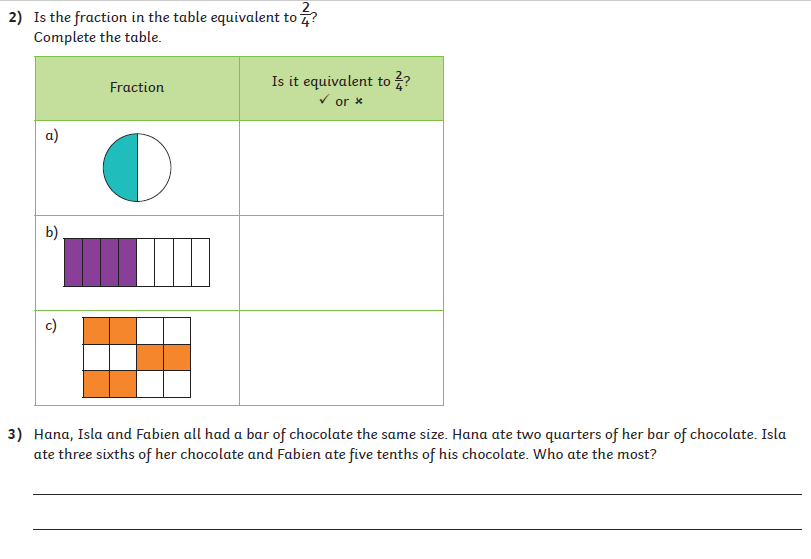 2) Is the fraction in the table equivalent to 2/4?
Complete the table.
Fraction
Is it equivalent to 2/4?
✓ or ×
a)
b)
c)
3) Hana, Isla and Fabien all had a bar of chocolate the same size. Hana ate two quarters of her bar of chocolate. Isla
ate three sixths of her chocolate and Fabien ate five tenths of his chocolate. Who ate the most?